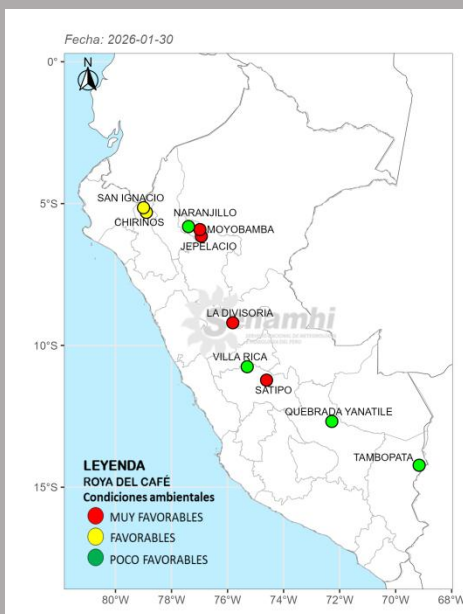 Fecha: 2026-01-30
N
0°
5°S
10°S
15°S
SAN IGNACIO
CHIRINOS
NARANJILLO
MOYOBAMBA
JEPELACIO
LA DIVISORIA
Senamhi
VILLA RICA
SATIPO
QUEBRADA YANATILE
TAMBOPATA
LEYENDA
ROYA DEL CAFÉ
Condiciones ambientales
MUY FAVORABLES
FAVORABLES
POCO FAVORABLES
80°W 78°W 76°W 74°W 72°W 70°W 68°W